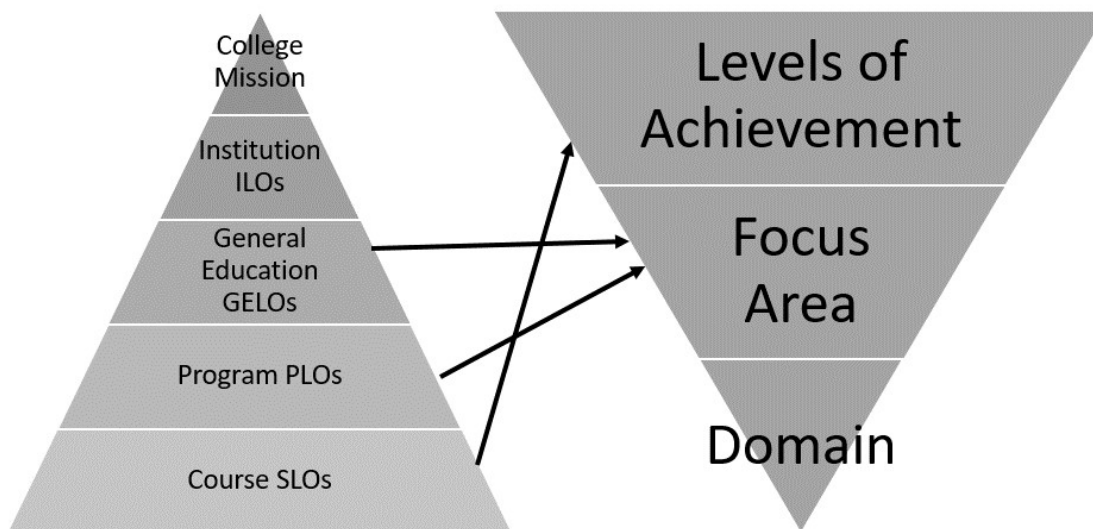 College
Mission
Institution
ILOs
General
Education
GELOs
Program PLOs
Course SLOs
Levels of
Achievement
Focus
Area
Domain